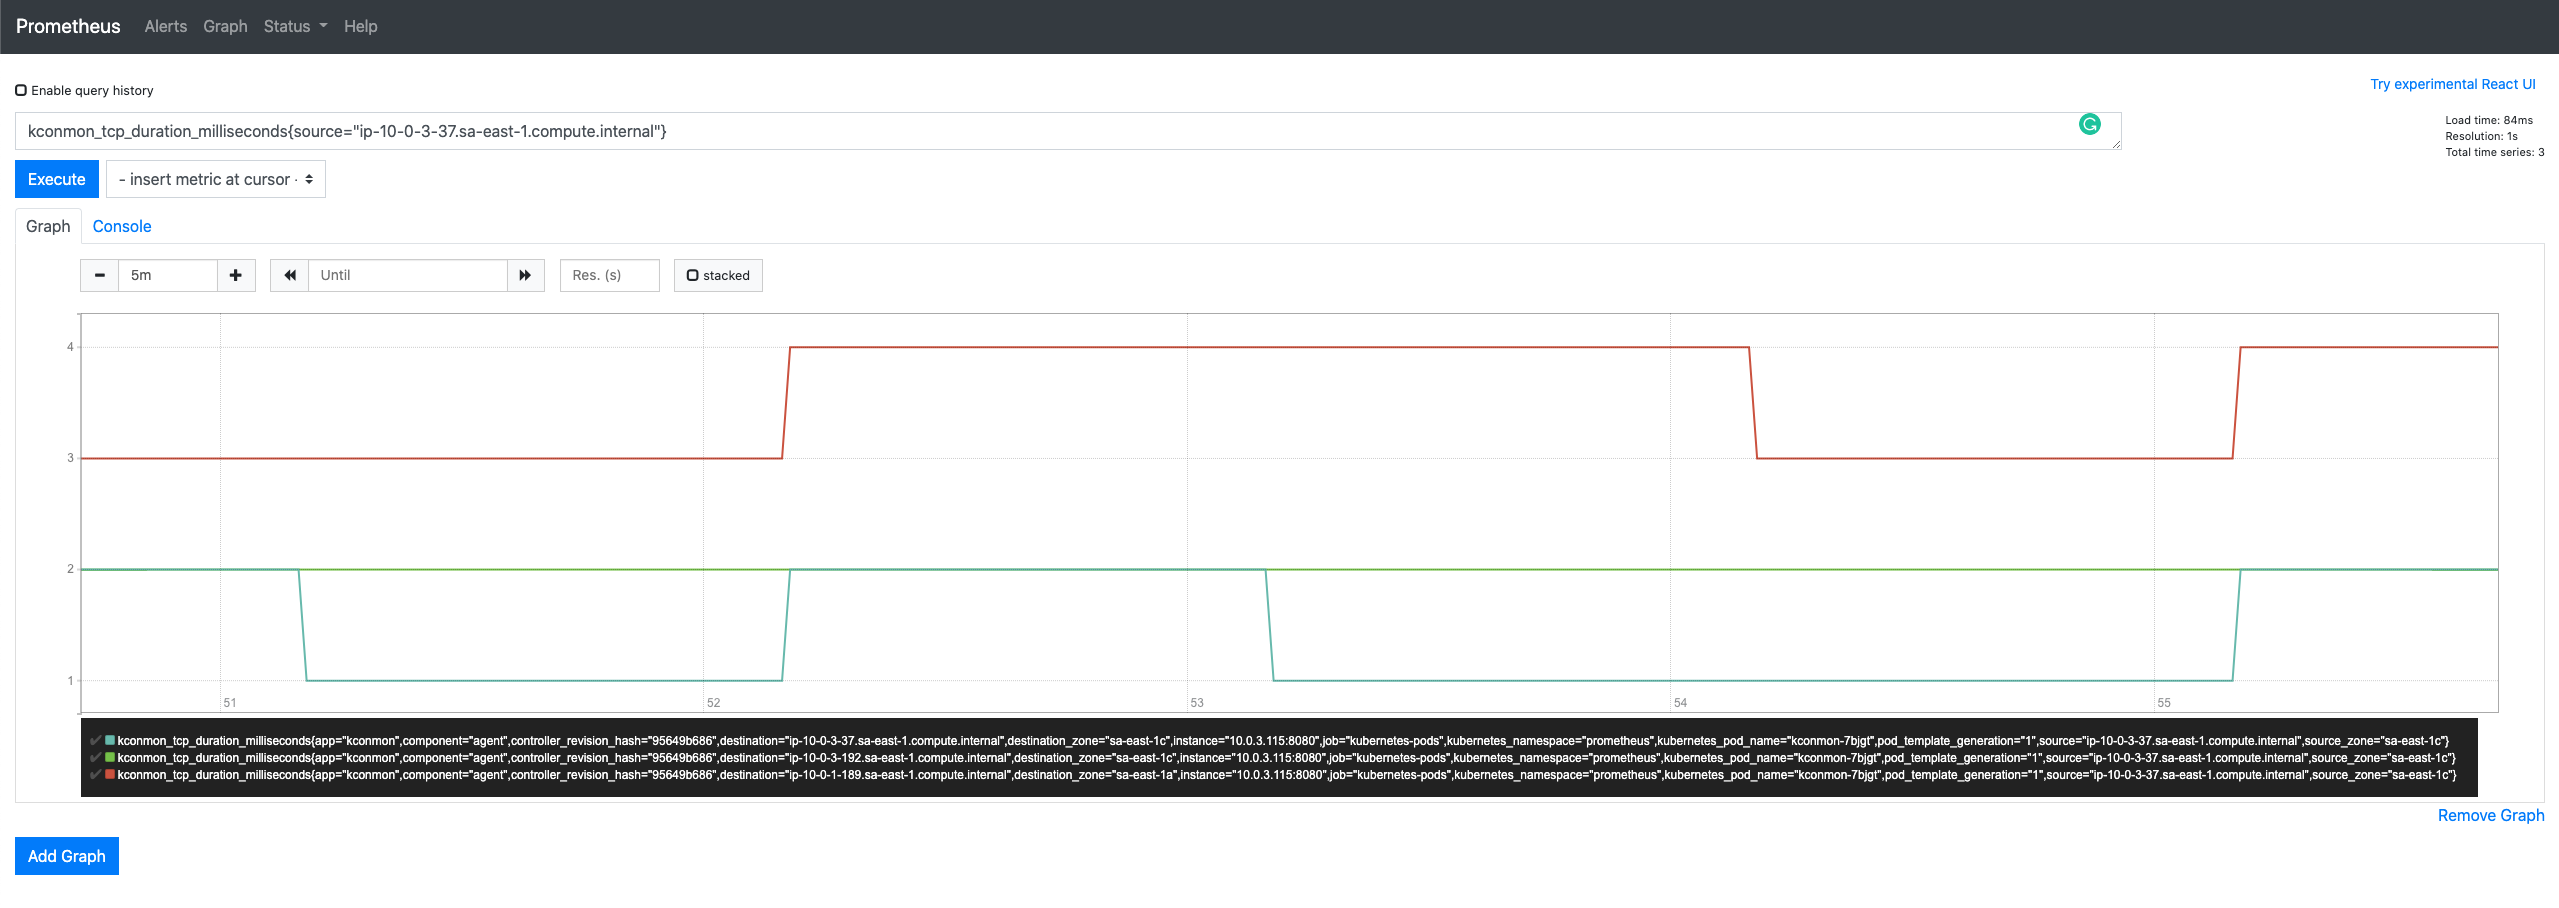 Prometheus Alerts Graph Status Help
Enable query history
Try experimental React UI
kconmon_tcp_duration_milliseconds{source="ip-10-0-3-37.sa-east-1.compute.internal"}
Load time: 84ms
Resolution: 1s
Total time series: 3
Execute
- insert metric at cursor -
Graph Console
5m Until Res. (s) stacked
4
3
2
1
51 52 53 54 55
kconmon_tcp_duration_milliseconds{app="kconmon",component="agent",controller_revision_hash="95649b686",destination="ip-10-0-3-37.sa-east-1.compute.internal",destination_zone="sa-east-1c",instance="10.0.3.115:8080",job="kubernetes-pods",kubernetes_namespace="prometheus",kubernetes_pod_name="kconmon-7bjgt",pod_template_generation="1",source="ip-10-0-3-37.sa-east-1.compute.internal",source_zone="sa-east-1c"}
kconmon_tcp_duration_milliseconds{app="kconmon",component="agent",controller_revision_hash="95649b686",destination="ip-10-0-3-192.sa-east-1.compute.internal",destination_zone="sa-east-1c",instance="10.0.3.115:8080",job="kubernetes-pods",kubernetes_namespace="prometheus",kubernetes_pod_name="kconmon-7bjgt",pod_template_generation="1",source="ip-10-0-3-37.sa-east-1.compute.internal",source_zone="sa-east-1c"}
kconmon_tcp_duration_milliseconds{app="kconmon",component="agent",controller_revision_hash="95649b686",destination="ip-10-0-1-189.sa-east-1.compute.internal",destination_zone="sa-east-1a",instance="10.0.3.115:8080",job="kubernetes-pods",kubernetes_namespace="prometheus",kubernetes_pod_name="kconmon-7bjgt",pod_template_generation="1",source="ip-10-0-3-37.sa-east-1.compute.internal",source_zone="sa-east-1c"}
Remove Graph
Add Graph